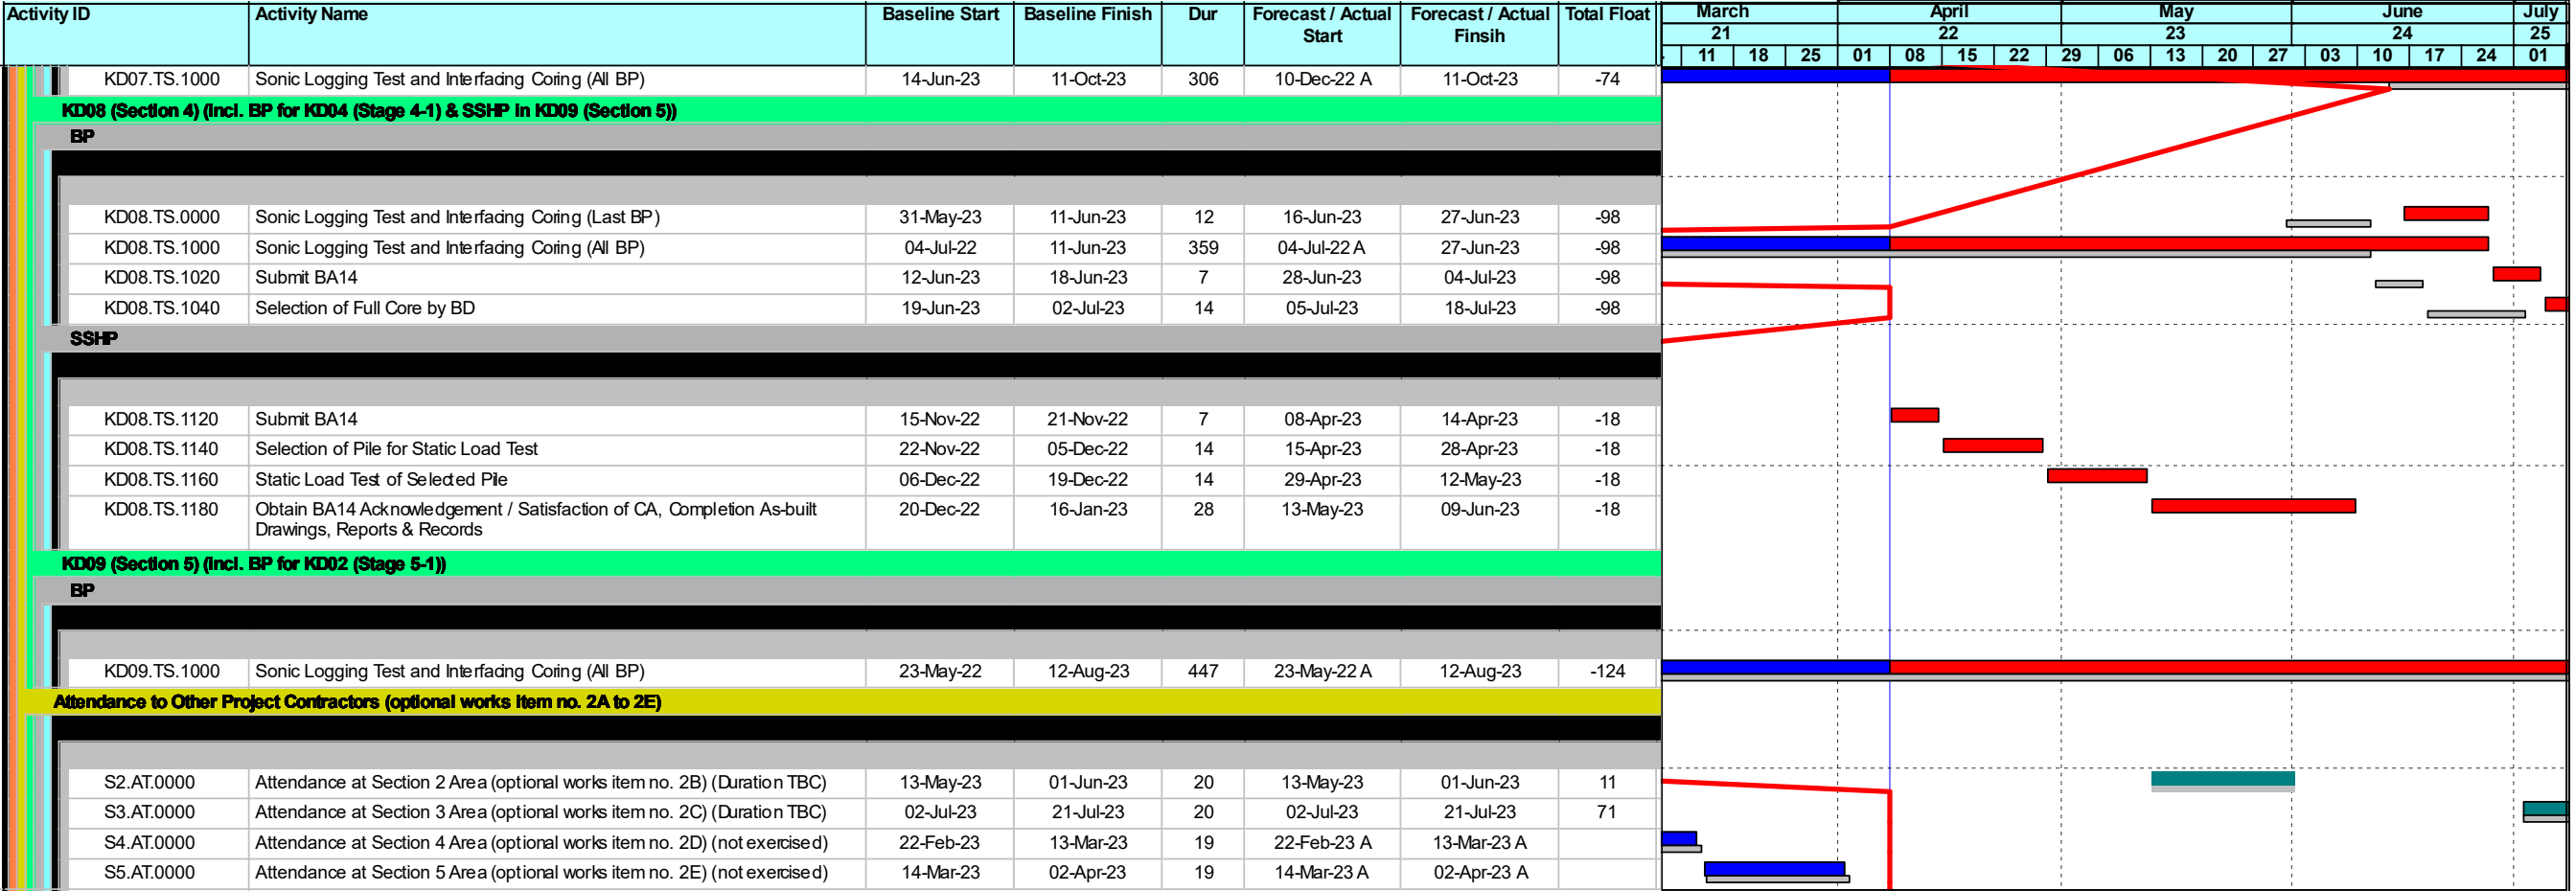 Activity ID Activity Name Baseline Start Baseline Finish Dur Forecast / Actual Start Forecast / Actual Finsih Total Float March April May June July
21 22 23 24 25
11 18 25 01 08 15 22 29 06 13 20 27 03 10 17 24 01
KD07.TS.1000 Sonic Logging Test and Interfacing Coring (All BP) 14-Jun-23 11-Oct-23 306 10-Dec-22 A 11-Oct-23 -74
KD08 (Section 4) (incl. BP for KD04 (Stage 4-1) & SSHP in KD09 (Section 5))
BP
KD08.TS.0000 Sonic Logging Test and Interfacing Coring (Last BP) 31-May-23 11-Jun-23 12 16-Jun-23 27-Jun-23 -98
KD08.TS.1000 Sonic Logging Test and Interfacing Coring (All BP) 04-Jul-22 11-Jun-23 359 04-Jul-22 A 27-Jun-23 -98
KD08.TS.1020 Submit BA14 12-Jun-23 18-Jun-23 7 28-Jun-23 04-Jul-23 -98
KD08.TS.1040 Selection of Full Core by BD 19-Jun-23 02-Jul-23 14 05-Jul-23 18-Jul-23 -98
SSHP
KD08.TS.1120 Submit BA14 15-Nov-22 21-Nov-22 7 08-Apr-23 14-Apr-23 -18
KD08.TS.1140 Selection of Pile for Static Load Test 22-Nov-22 05-Dec-22 14 15-Apr-23 28-Apr-23 -18
KD08.TS.1160 Static Load Test of Selected Pile 06-Dec-22 19-Dec-22 14 29-Apr-23 12-May-23 -18
KD08.TS.1180 Obtain BA14 Acknowledgement / Satisfaction of CA, Completion As-built 20-Dec-22 16-Jan-23 28 13-May-23 09-Jun-23 -18
Drawings, Reports & Records
KD09 (Section 5) (incl. BP for KD02 (Stage 5-1))
BP
KD09.TS.1000 Sonic Logging Test and Interfacing Coring (All BP) 23-May-22 12-Aug-23 447 23-May-22 A 12-Aug-23 -124
Attendance to Other Project Contractors (optional works item no. 2A to 2E)
S2.AT.0000 Attendance at Section 2 Area (optional works item no. 2B) (Duration TBC) 13-May-23 01-Jun-23 20 13-May-23 01-Jun-23 11
S3.AT.0000 Attendance at Section 3 Area (optional works item no. 2C) (Duration TBC) 02-Jul-23 21-Jul-23 20 02-Jul-23 21-Jul-23 71
S4.AT.0000 Attendance at Section 4 Area (optional works item no. 2D) (not exercised) 22-Feb-23 13-Mar-23 19 22-Feb-23 A 13-Mar-23 A
S5.AT.0000 Attendance at Section 5 Area (optional works item no. 2E) (not exercised) 14-Mar-23 02-Apr-23 19 14-Mar-23 A 02-Apr-23 A